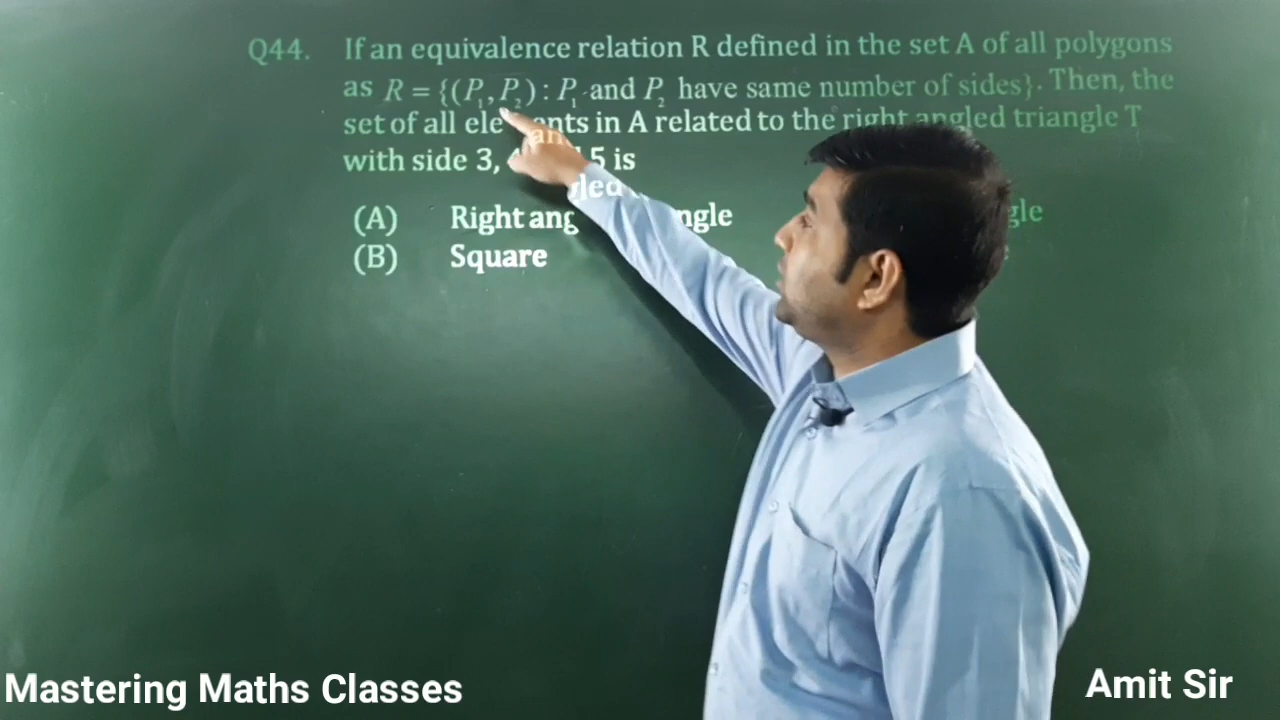 Q44. If an equivalence relation R defined in the set A of all polygons
as R = {(P₁, P₂) : P₁ and P₂ have same number of sides}. Then, the
set of all ele ents in A related to the right angled triangle T
with side 3, 5 is
(A) Right ang ngle gle
(B) Square
Mastering Maths Classes
Amit Sir